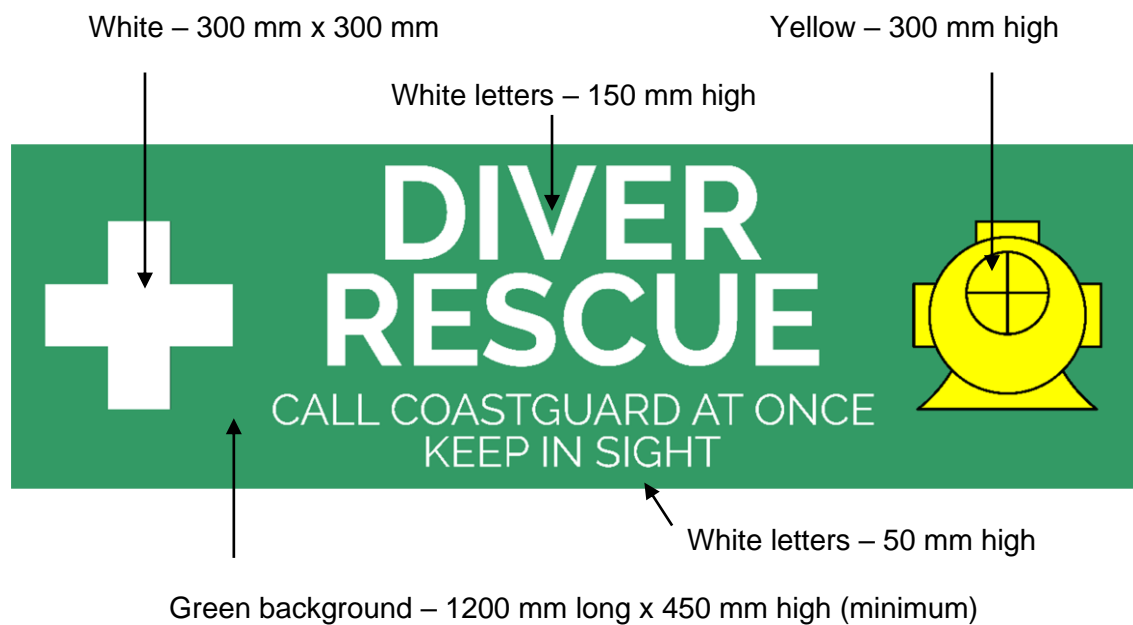 White – 300 mm x 300 mm
Yellow – 300 mm high
White letters – 150 mm high
DIVER
RESCUE
CALL COASTGUARD AT ONCE
KEEP IN SIGHT
White letters – 50 mm high
Green background – 1200 mm long x 450 mm high (minimum)